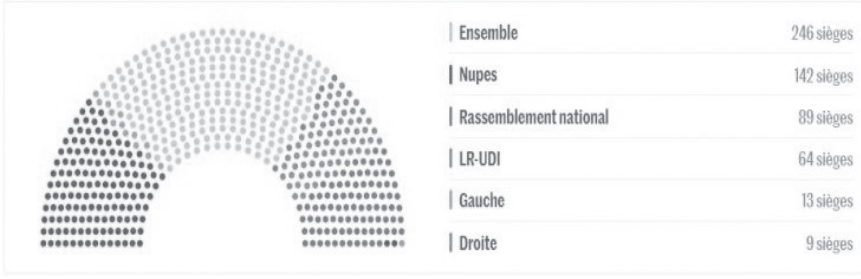 Ensemble 246 sièges
Nupes 142 sièges
Rassemblement national 89 sièges
LR-UDI 64 sièges
Gauche 13 sièges
Droite 9 sièges